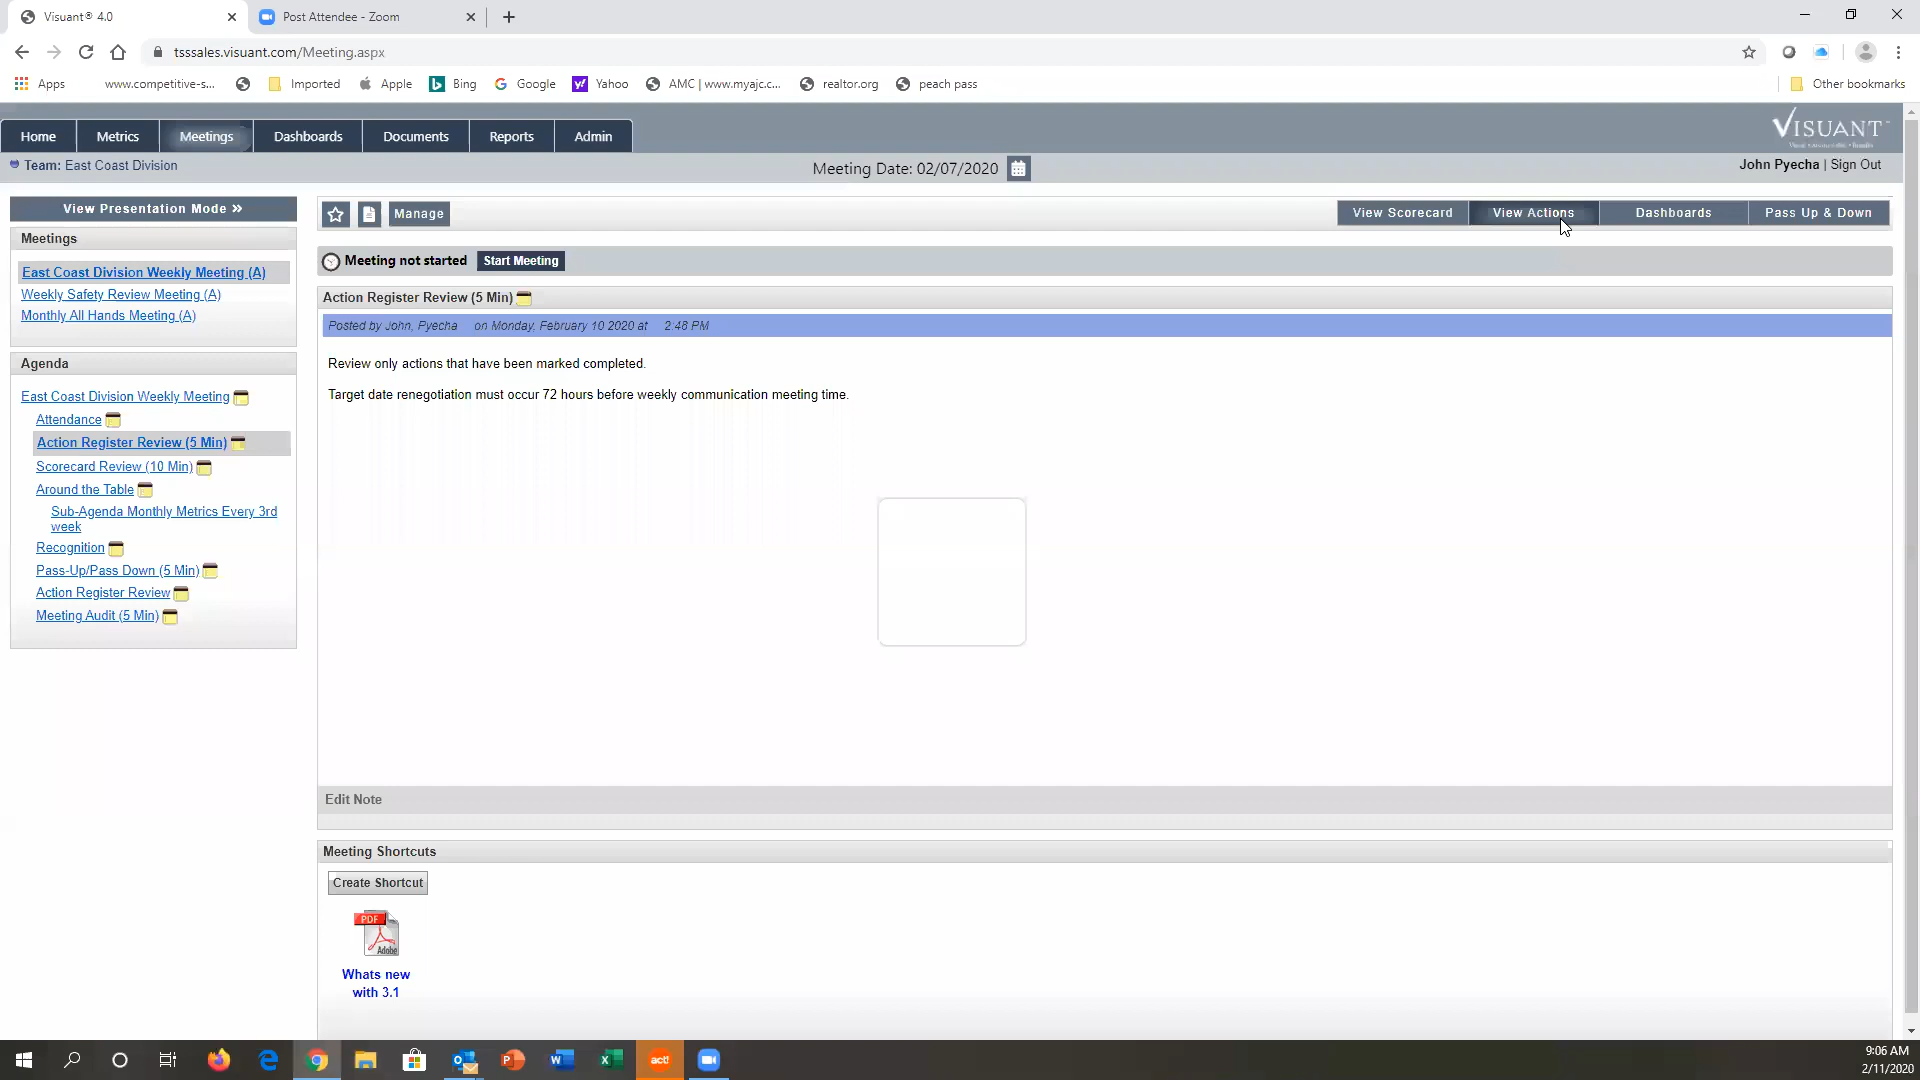 Visuant® 4.0
Post Attendee - Zoom
tsssales.visuant.com/Meeting.aspx
Apps
www.competitive-s...
Imported
Apple
Bing
Google
Yahoo
AMC | www.myajc.c...
realtor.org
peach pass
Other bookmarks
Home
Metrics
Meetings
Dashboards
Documents
Reports
Admin
VISUANT
Team: East Coast Division
Meeting Date: 02/07/2020
John Pyecha | Sign Out
View Presentation Mode »
Manage
View Scorecard
View Actions
Dashboards
Pass Up & Down
Meetings
East Coast Division Weekly Meeting (A)
Weekly Safety Review Meeting (A)
Monthly All Hands Meeting (A)
Agenda
East Coast Division Weekly Meeting
Attendance
Action Register Review (5 Min)
Scorecard Review (10 Min)
Around the Table
Sub-Agenda Monthly Metrics Every 3rd
week
Recognition
Pass-Up/Pass Down (5 Min)
Action Register Review
Meeting Audit (5 Min)
Meeting not started
Start Meeting
Action Register Review (5 Min)
Posted by John, Pyecha on Monday, February 10 2020 at 2:48 PM
Review only actions that have been marked completed.
Target date renegotiation must occur 72 hours before weekly communication meeting time.
Edit Note
Meeting Shortcuts
Create Shortcut
PDF
Adobe
Whats new
with 3.1
act!
9:06 AM
2/11/2020